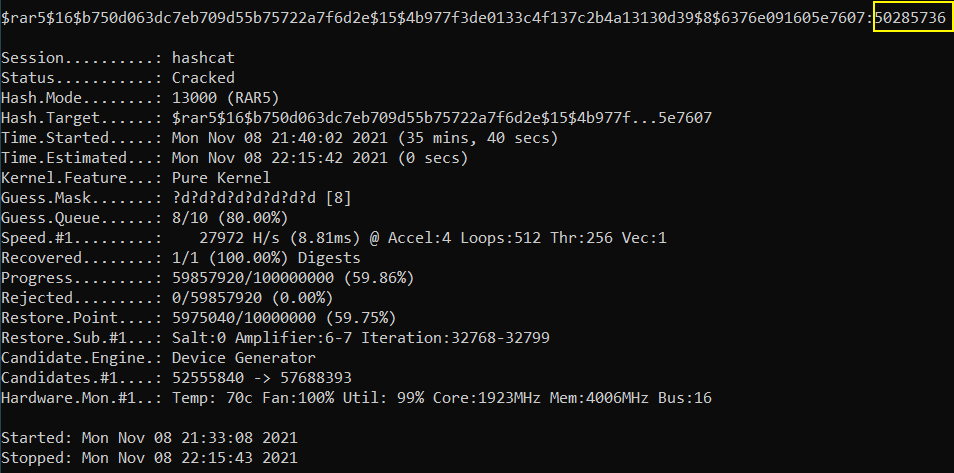 $rar5$16$b750d063dc7eb709d55b75722a7f6d2e$15$4b977f3de0133c4f137c2b4a13130d39$8$6376e091605e7607:50285736
Session..........: hashcat
Status...........: Cracked
Hash.Mode........: 13000 (RAR5)
Hash.Target......: $rar5$16$b750d063dc7eb709d55b75722a7f6d2e$15$4b977f...5e7607
Time.Started.....: Mon Nov 08 21:40:02 2021 (35 mins, 40 secs)
Time.Estimated...: Mon Nov 08 22:15:42 2021 (0 secs)
Kernel.Feature...: Pure Kernel
Guess.Mask.......: ?d?d?d?d?d?d?d?d [8]
Guess.Queue......: 8/10 (80.00%)
Speed.#1.........:    27972 H/s (8.81ms) @ Accel:4 Loops:512 Thr:256 Vec:1
Recovered........: 1/1 (100.00%) Digests
Progress.........: 59857920/100000000 (59.86%)
Rejected.........: 0/59857920 (0.00%)
Restore.Point....: 5975040/10000000 (59.75%)
Restore.Sub.#1...: Salt:0 Amplifier:6-7 Iteration:32768-32799
Candidate.Engine.: Device Generator
Candidates.#1....: 52555840 -> 57688393
Hardware.Mon.#1..: Temp: 70c Fan:100% Util: 99% Core:1923MHz Mem:4006MHz Bus:16
Started: Mon Nov 08 21:33:08 2021
Stopped: Mon Nov 08 22:15:43 2021